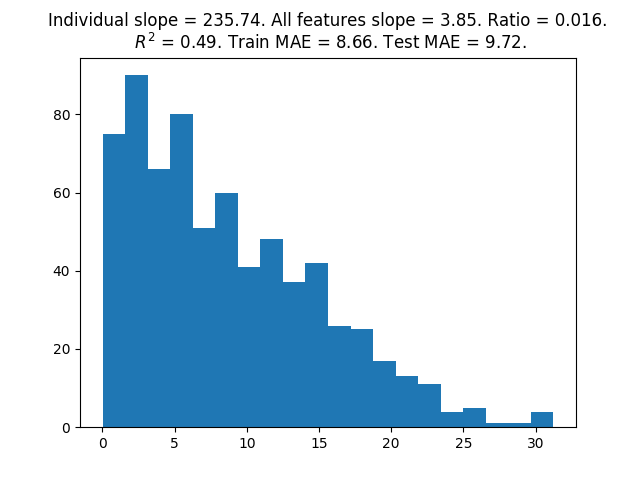 Individual slope = 235.74. All features slope = 3.85. Ratio = 0.016.
R² = 0.49. Train MAE = 8.66. Test MAE = 9.72.
80
60
40
20
0
0 5 10 15 20 25 30